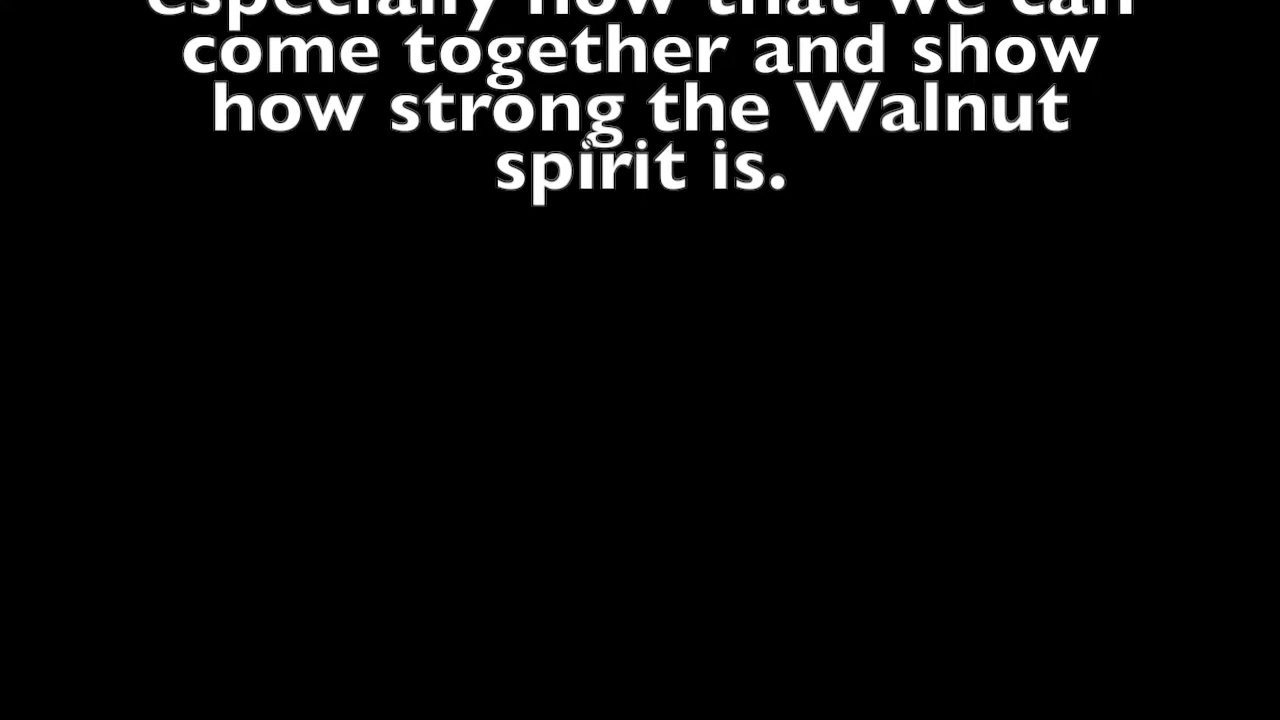 especially now that we can
come together and show
how strong the Walnut
spirit is.